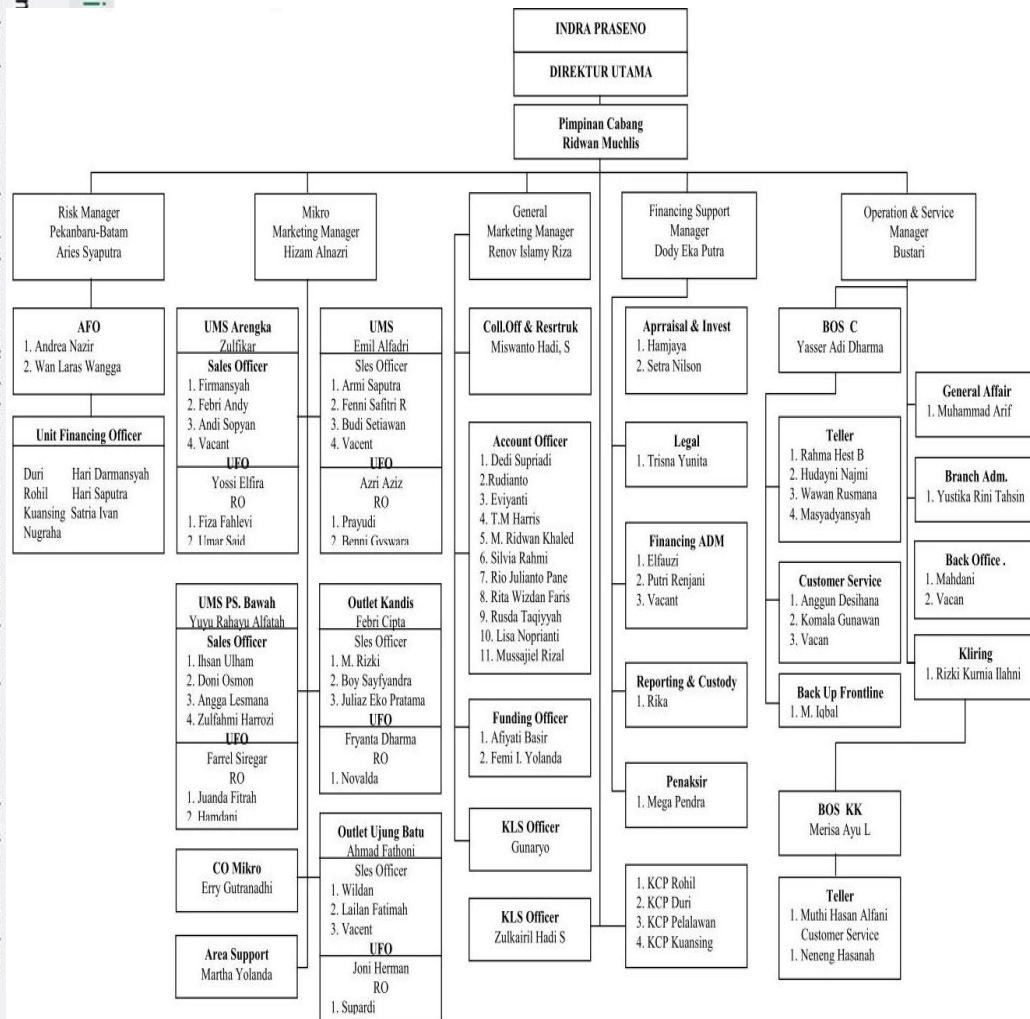 INDRA PRASENO
DIREKTUR UTAMA
Pimpinan Cabang
Ridwan Muchlis
Risk Manager
Pekanbaru-Batam
Aries Syaputra
Mikro
Marketing Manager
Hizam Alnazri
General
Marketing Manager
Renov Islamy Riza
Financing Support
Manager
Dody Eka Putra
Operation & Service
Manager
Bustari
AFO
1. Andrea Nazir
2. Wan Laras Wangga
Unit Financing Officer
Duri Hari Darmansyah
Rohil Hari Saputra
Kuansing Satria Ivan
Nugraha
UMS Arengka
Zulfikar
Sales Officer
1. Firmansyah
2. Febri Andy
3. Andi Sopyan
4. Vacant
UFO
Yossi Elfira
RO
1. Fiza Fahlevi
2. Umar Said
UMS
Emil Alfadri
Sles Officer
1. Armi Saputra
2. Fenni Safitri R
3. Budi Setiawan
4. Vacent
UFO
Azri Aziz
RO
1. Prayudi
2. Benni Gyswara
UMS PS. Bawah
Yuyu Rahayu Alfatah
Sales Officer
1. Ihsan Ulham
2. Doni Osmon
3. Angga Lesmana
4. Zulfahmi Harrozi
UFO
Farrel Siregar
RO
1. Juanda Fitrah
2. Hamdani
Outlet Kandis
Febri Cipta
Sles Officer
1. M. Rizki
2. Boy Sayfyandra
3. Juliaz Eko Pratama
UFO
Fryanta Dharma
RO
1. Novalda
CO Mikro
Erry Gutranadhi
Area Support
Martha Yolanda
Outlet Ujung Batu
Ahmad Fathoni
Sles Officer
1. Wildan
2. Lailan Fatimah
3. Vacent
UFO
Joni Herman
RO
1. Supardi
Coll.Off & Resrtruk
Miswanto Hadi, S
Account Officer
1. Dedi Supriadi
2.Rudianto
3. Eviyanti
4. T.M Harris
5. M. Ridwan Khaled
6. Silvia Rahmi
7. Rio Julianto Pane
8. Rita Wizdan Faris
9. Rusda Taqiyyah
10. Lisa Noprianti
11. Mussajiel Rizal
Funding Officer
1. Afiyati Basir
2. Femi I. Yolanda
KLS Officer
Gunaryo
KLS Officer
Zulkairil Hadi S
Aprraisal & Invest
1. Hamjaya
2. Setra Nilson
Legal
1. Trisna Yunita
Financing ADM
1. Elfauzi
2. Putri Renjani
3. Vacant
Reporting & Custody
1. Rika
Penaksir
1. Mega Pendra
1. KCP Rohil
2. KCP Duri
3. KCP Pelalawan
4. KCP Kuansing
BOS C
Yasser Adi Dharma
Teller
1. Rahma Hest B
2. Hudayni Najmi
3. Wawan Rusmana
4. Masyadyansyah
Customer Service
1. Anggun Desihana
2. Komala Gunawan
3. Vacan
Back Up Frontline
1. M. Iqbal
General Affair
1. Muhammad Arif
Branch Adm.
1. Yustika Rini Tahsin
Back Office .
1. Mahdani
2. Vacan
Kliring
1. Rizki Kurnia Ilahni
BOS KK
Merisa Ayu L
Teller
1. Muthi Hasan Alfani
Customer Service
1. Neneng Hasanah